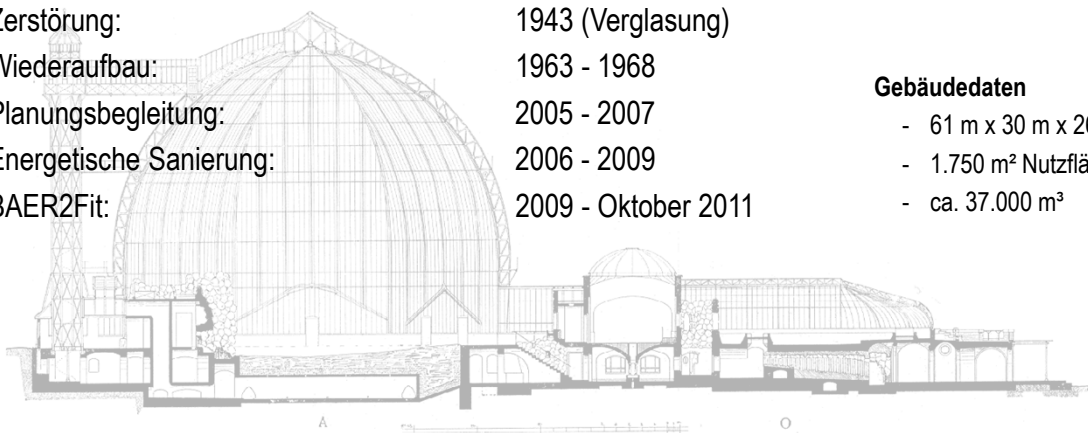 Zerstörung: 1943 (Verglasung)
Wiederaufbau: 1963 - 1968
Planungsbegleitung: 2005 - 2007
Energetische Sanierung: 2006 - 2009
BAER2Fit: 2009 - Oktober 2011
Gebäudedaten
- 61 m x 30 m x
- 1.750 m²
- ca. 37.000 m³
A O